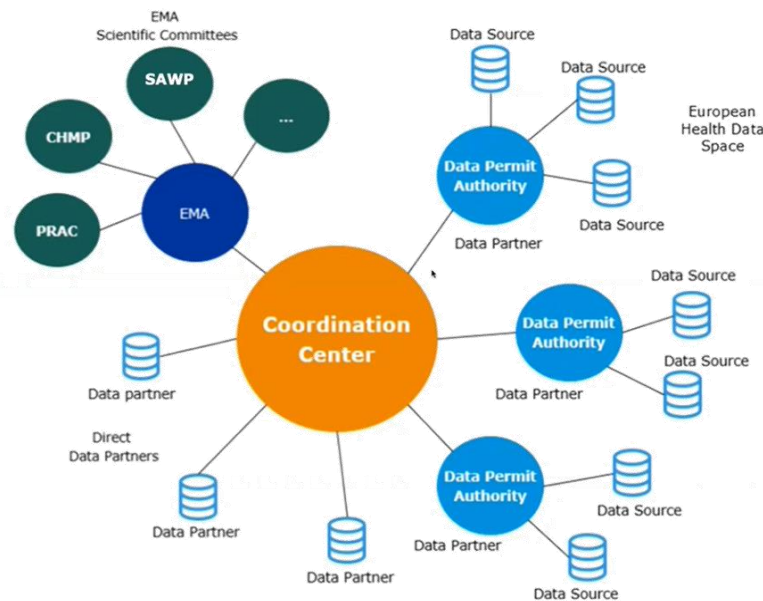 EMA
Scientific Committees
SAWP
CHMP
...
PRAC
EMA
Data Source
Data Source
European
Health Data
Space
Data Permit
Authority
Data Source
Data Partner
Coordination
Center
Data Source
Data Permit
Authority
Data Source
Data Partner
Data partner
Direct
Data Partners
Data Partner
Data Partner
Data Permit
Authority
Data Source
Data Partner
Data Source